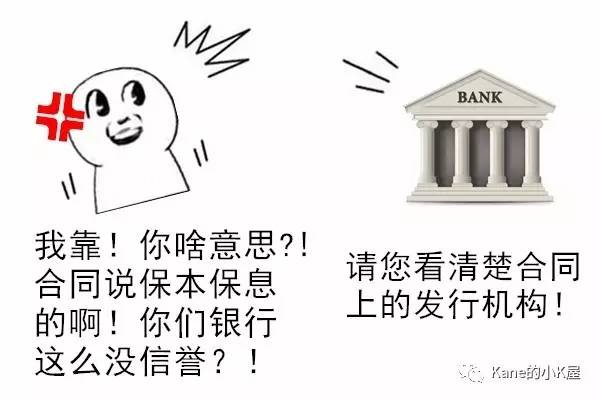 BANK
我靠！你啥意思?!
合同说保本保息
的啊！你们银行
这么没信誉？！
请您看清楚合同
上的发行机构！
Kane的小K屋